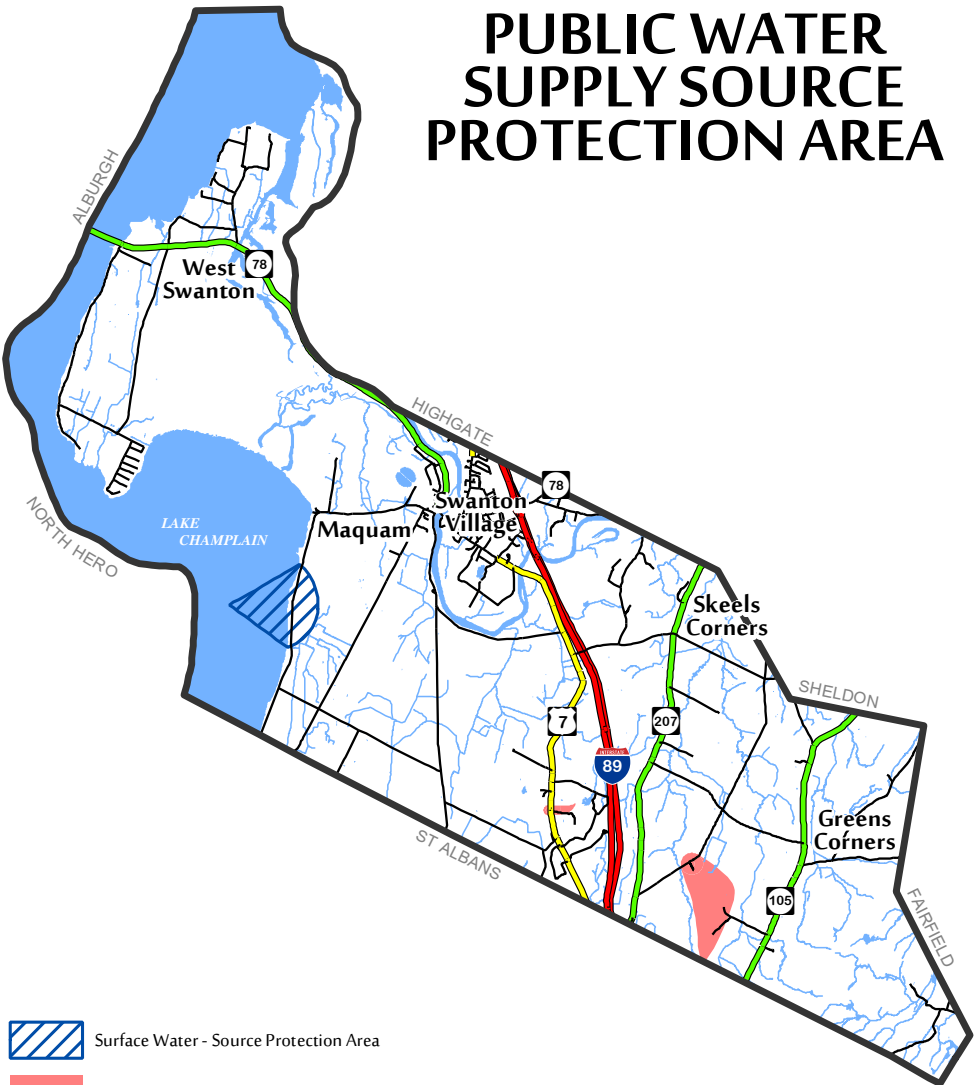 PUBLIC WATER
SUPPLY SOURCE
PROTECTION AREA
ALBURGH
West
Swanton
78
HIGHGATE
78
Swanton
Village
Maquam
LAKE
CHAMPLAIN
NORTH HERO
Skeels
Corners
SHELDON
7
207
INTERSTATE
89
Greens
Corners
ST ALBANS
105
FAIRFIELD
Surface Water - Source Protection Area